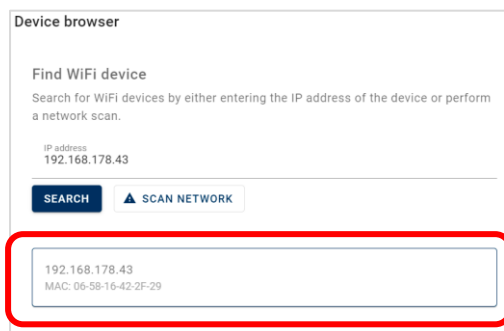 Device browser
Find WiFi device
Search for WiFi devices by either entering the IP address of the device or perform
a network scan.
IP address
192.168.178.43
SEARCH
SCAN NETWORK
192.168.178.43
MAC: 06-58-16-42-2F-29